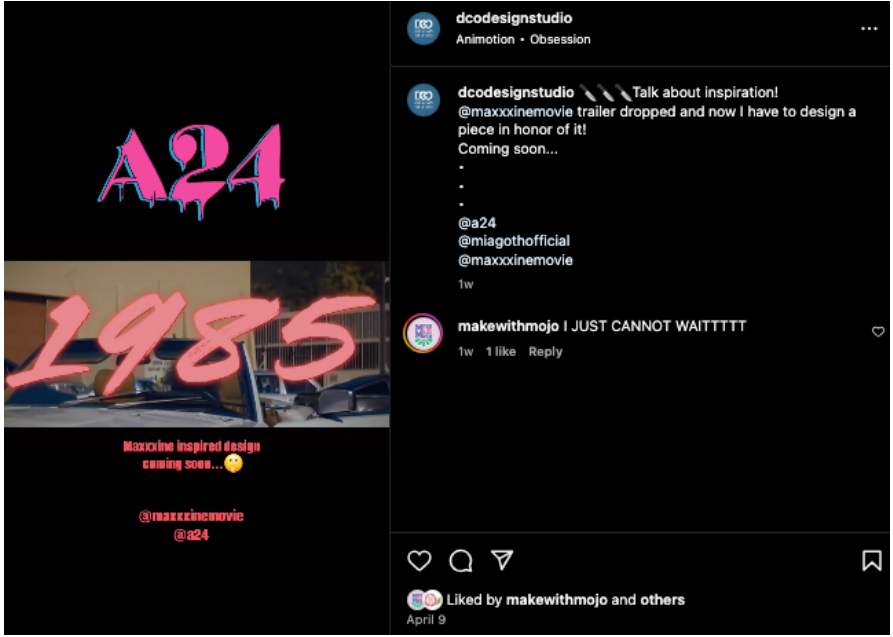 A24
1985
Maxxxine inspired design
coming soon...🤫
@maxxxinemovie
@a24
dcodesignstudio
Animotion • Obsession
dcodesignstudio 🔪🔪🔪Talk about inspiration!
@maxxxinemovie trailer dropped and now I have to design a
piece in honor of it!
Coming soon...
.
.
.
@a24
@miagothofficial
@maxxxinemovie
1w
makewithmojo I JUST CANNOT WAITTTTT
1w 1 like Reply
Liked by makewithmojo and others
April 9